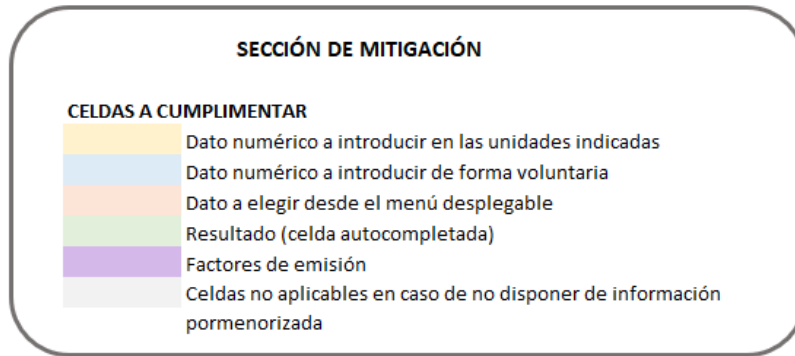 SECCIÓN DE MITIGACIÓN
CELDAS A CUMPLIMENTAR
Dato numérico a introducir en las unidades indicadas
Dato numérico a introducir de forma voluntaria
Dato a elegir desde el menú desplegable
Resultado (celda autocompletada)
Factores de emisión
Celdas no aplicables en caso de no disponer de información
pormenorizada